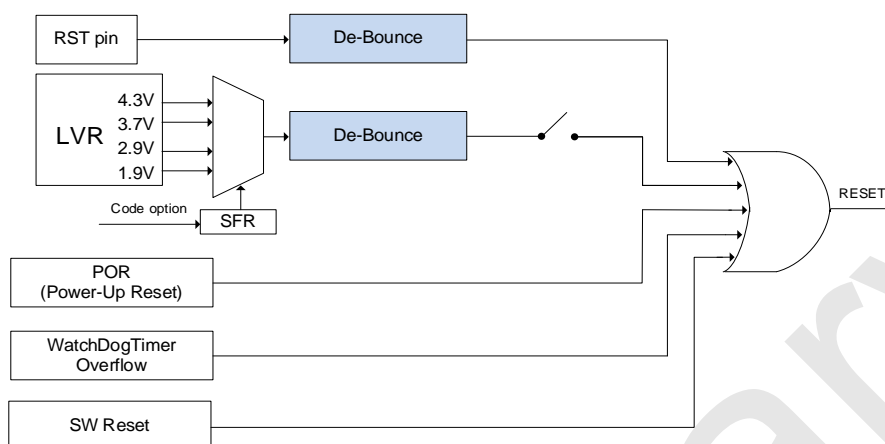 RST pin
De-Bounce
LVR
4.3V
3.7V
2.9V
1.9V
De-Bounce
Code option
SFR
RESET
POR
(Power-Up Reset)
WatchDogTimer
Overflow
SW Reset